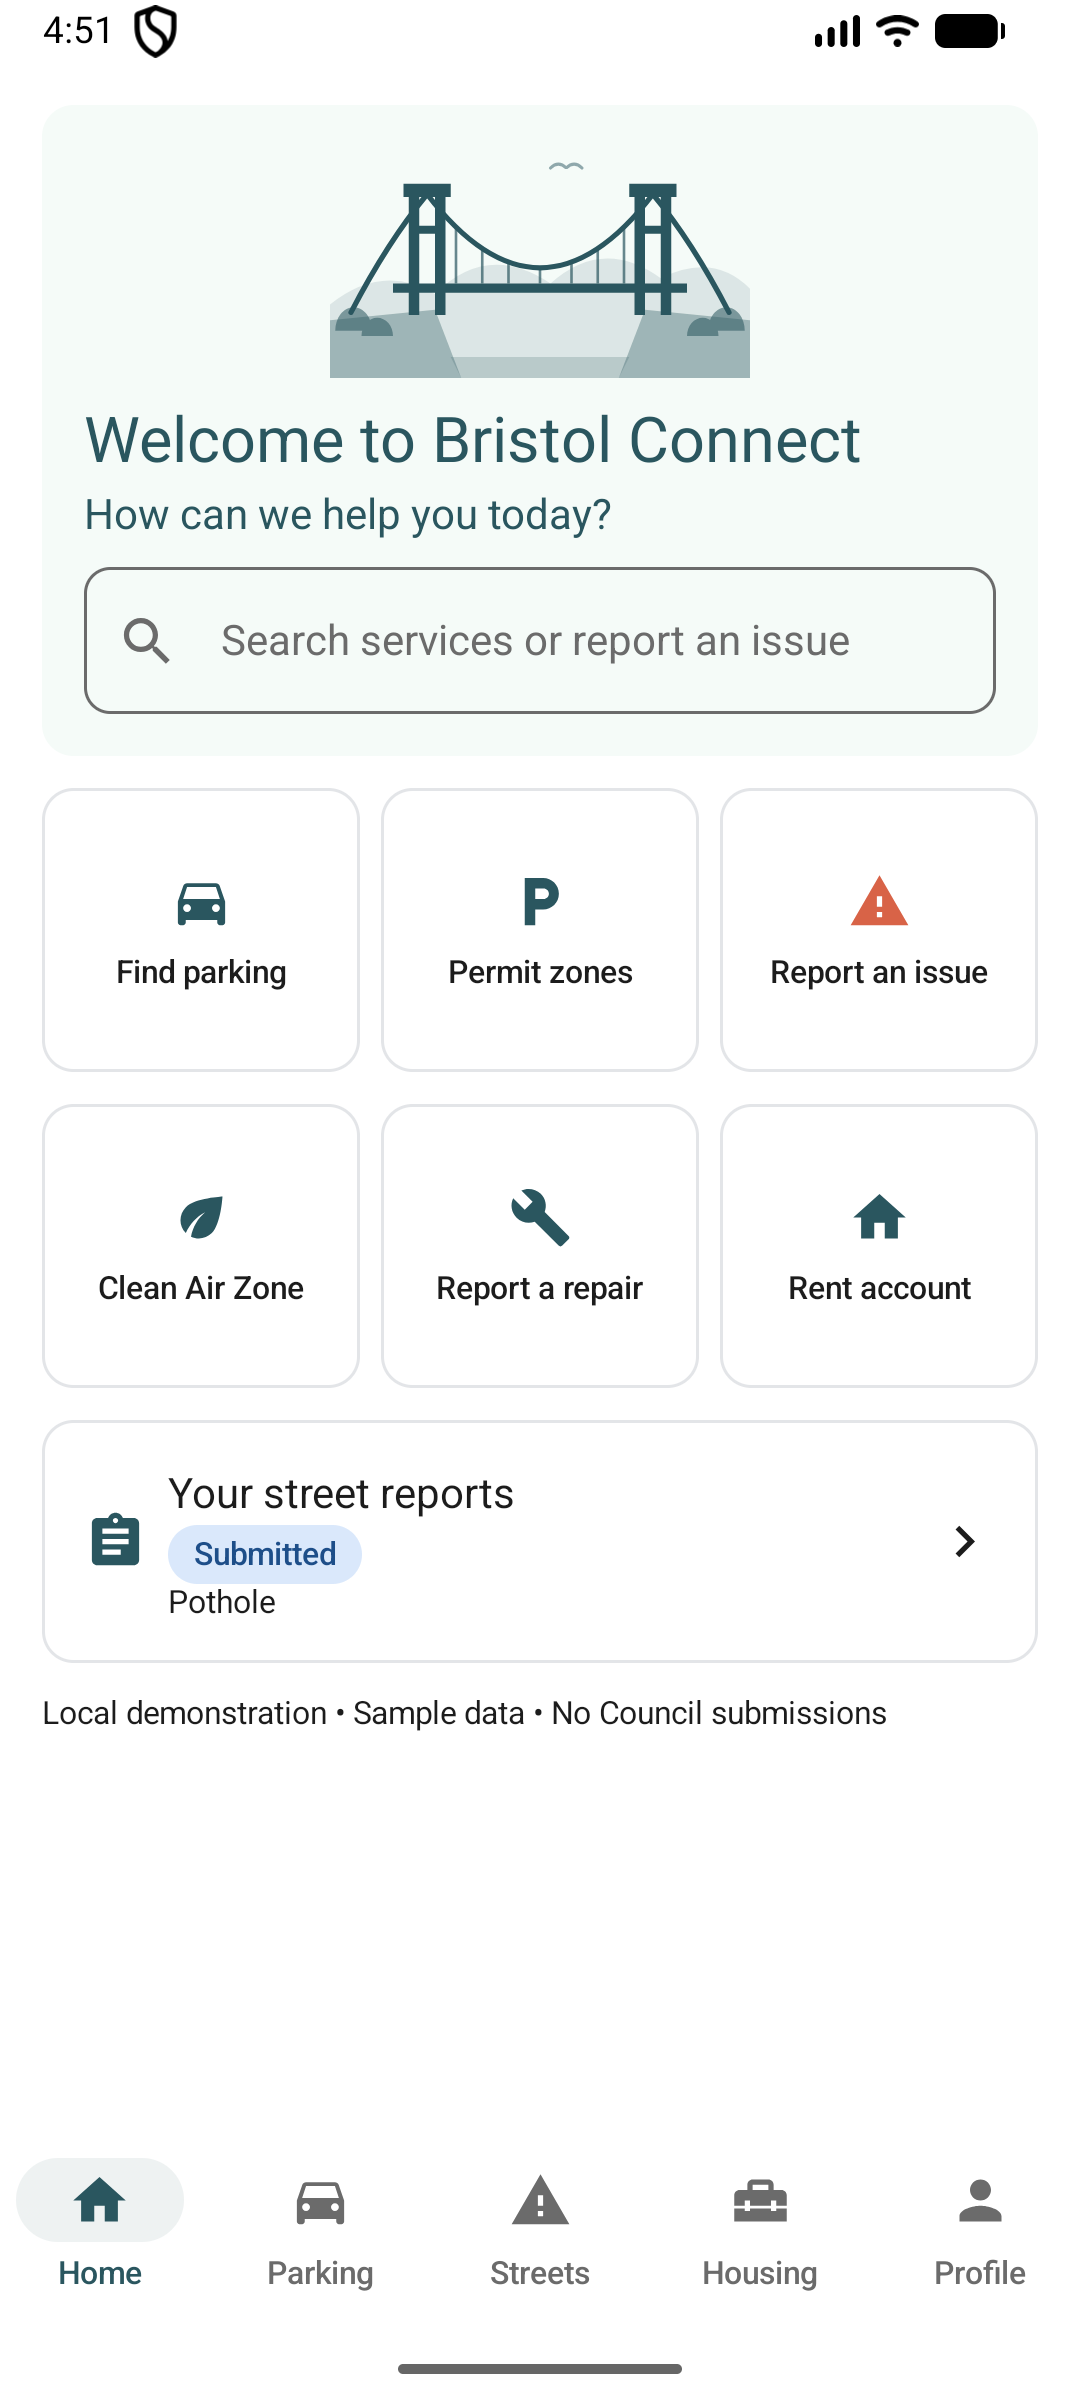 4:51
Welcome to Bristol Connect
How can we help you today?
Search services or report an issue
Find parking
Permit zones
Report an issue
Clean Air Zone
Report a repair
Rent account
Your street reports
Submitted
Pothole
Local demonstration • Sample data • No Council submissions
Home
Parking
Streets
Housing
Profile